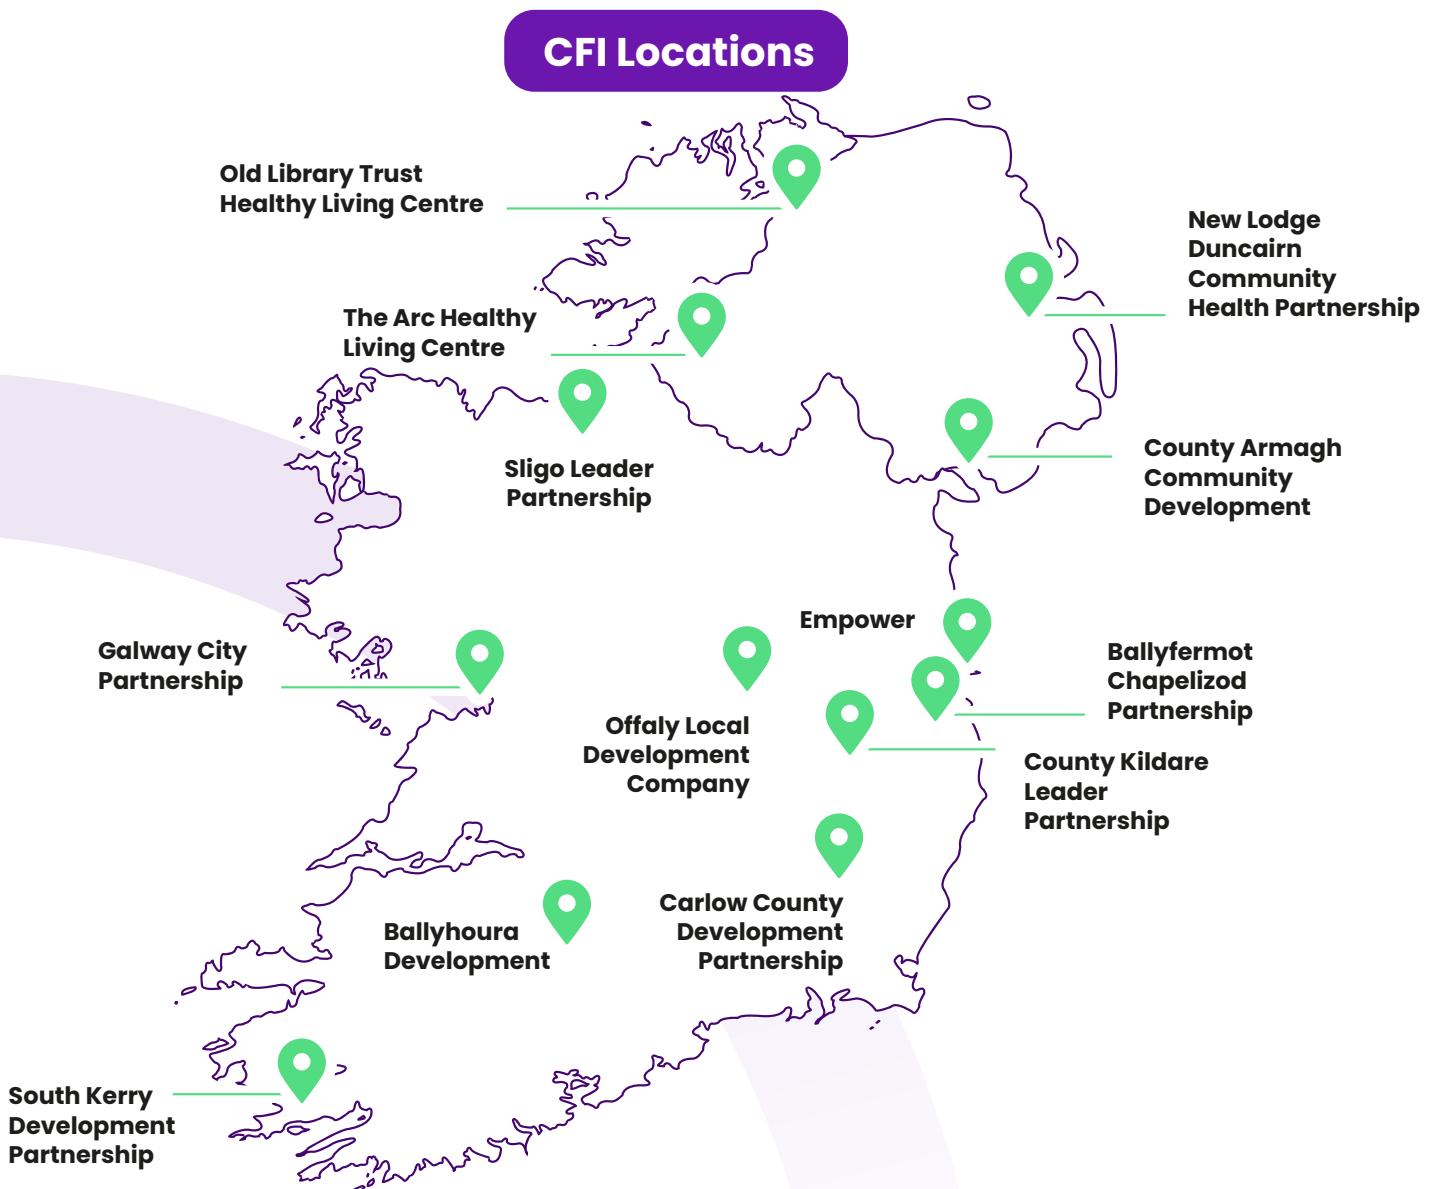 CFI Locations
Old Library Trust
Healthy Living Centre
New Lodge
Duncairn
Community
Health Partnership
The Arc Healthy
Living Centre
Sligo Leader
Partnership
County Armagh
Community
Development
Empower
Galway City
Partnership
Ballyfermot
Chapelizod
Partnership
Offaly Local
Development
Company
County Kildare
Leader
Partnership
Carlow County
Development
Partnership
Ballyhoura
Development
South Kerry
Development
Partnership